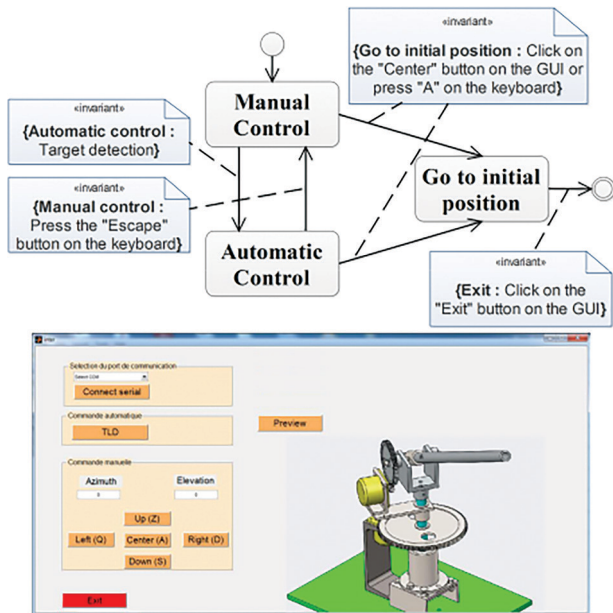 «invariant»
{Go to initial position : Click on
the "Center" button on the GUI or
press "A" on the keyboard}
Manual
Control
«invariant»
{Automatic control :
Target detection}
Go to initial
position
«invariant»
{Manual control :
Press the "Escape"
button on the keyboard}
Automatic
Control
«invariant»
{Exit : Click on the
"Exit" button on the GUI}
Selection du port de communication
Select COM
Connect serial
Commande automatique
TLD
Preview
Commande manuelle
Azimuth
Elevation
Up (Z)
Left (Q)
Center (A)
Right (D)
Down (S)
Exit